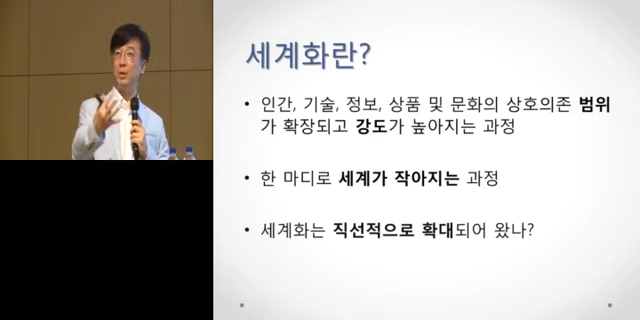 세계화란?
• 인간, 기술, 정보, 상품 및 문화의 상호의존 범위
가 확장되고 강도가 높아지는 과정
• 한 마디로 세계가 작아지는 과정
• 세계화는 직선적으로 확대되어 왔나?